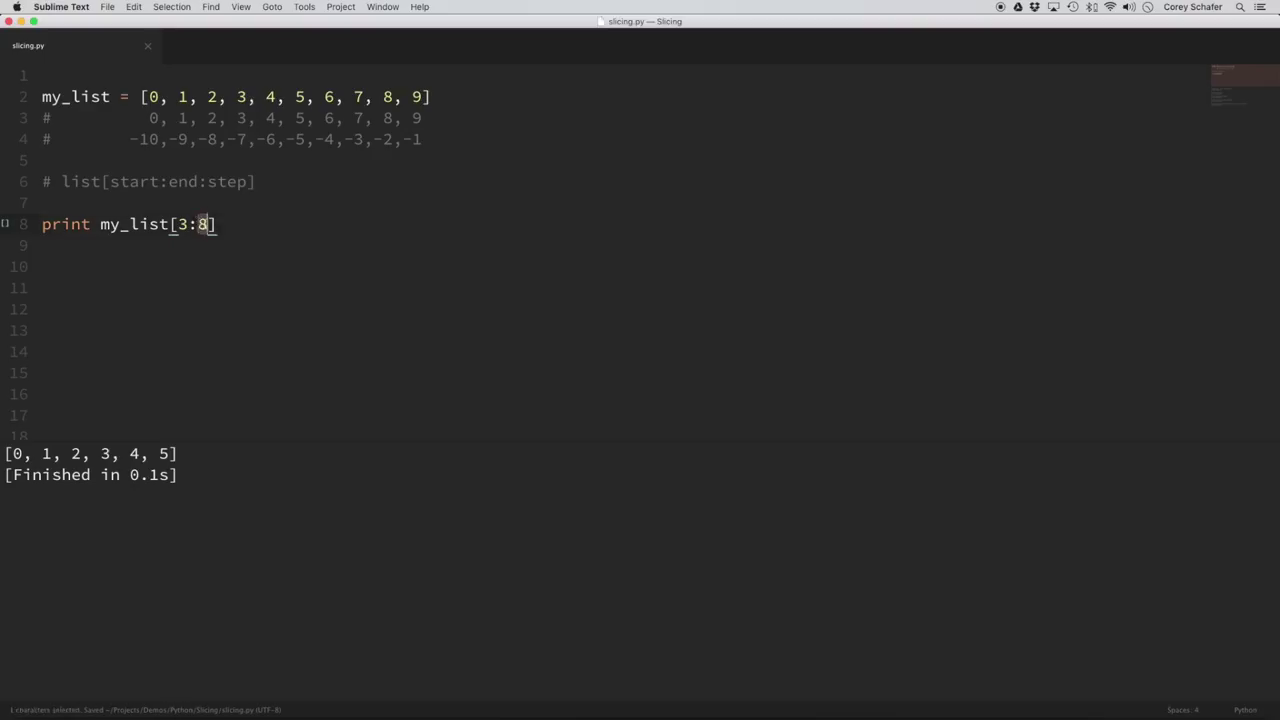 Sublime Text File Edit Selection Find View Goto Tools Project Window Help Corey Schafer
slicing.py — Slicing
slicing.py
1
2 my_list = [0, 1, 2, 3, 4, 5, 6, 7, 8, 9]
3 # 0, 1, 2, 3, 4, 5, 6, 7, 8, 9
4 # -10,-9,-8,-7,-6,-5,-4,-3,-2,-1
5
6 # list[start:end:step]
7
8 print my_list[3:8]
9
10
11
12
13
14
15
16
17
18
[0, 1, 2, 3, 4, 5]
[Finished in 0.1s]
1 characters selected. Saved ~/Projects/Demos/Python/Slicing/slicing.py (UTF-8) Spaces: 4 Python